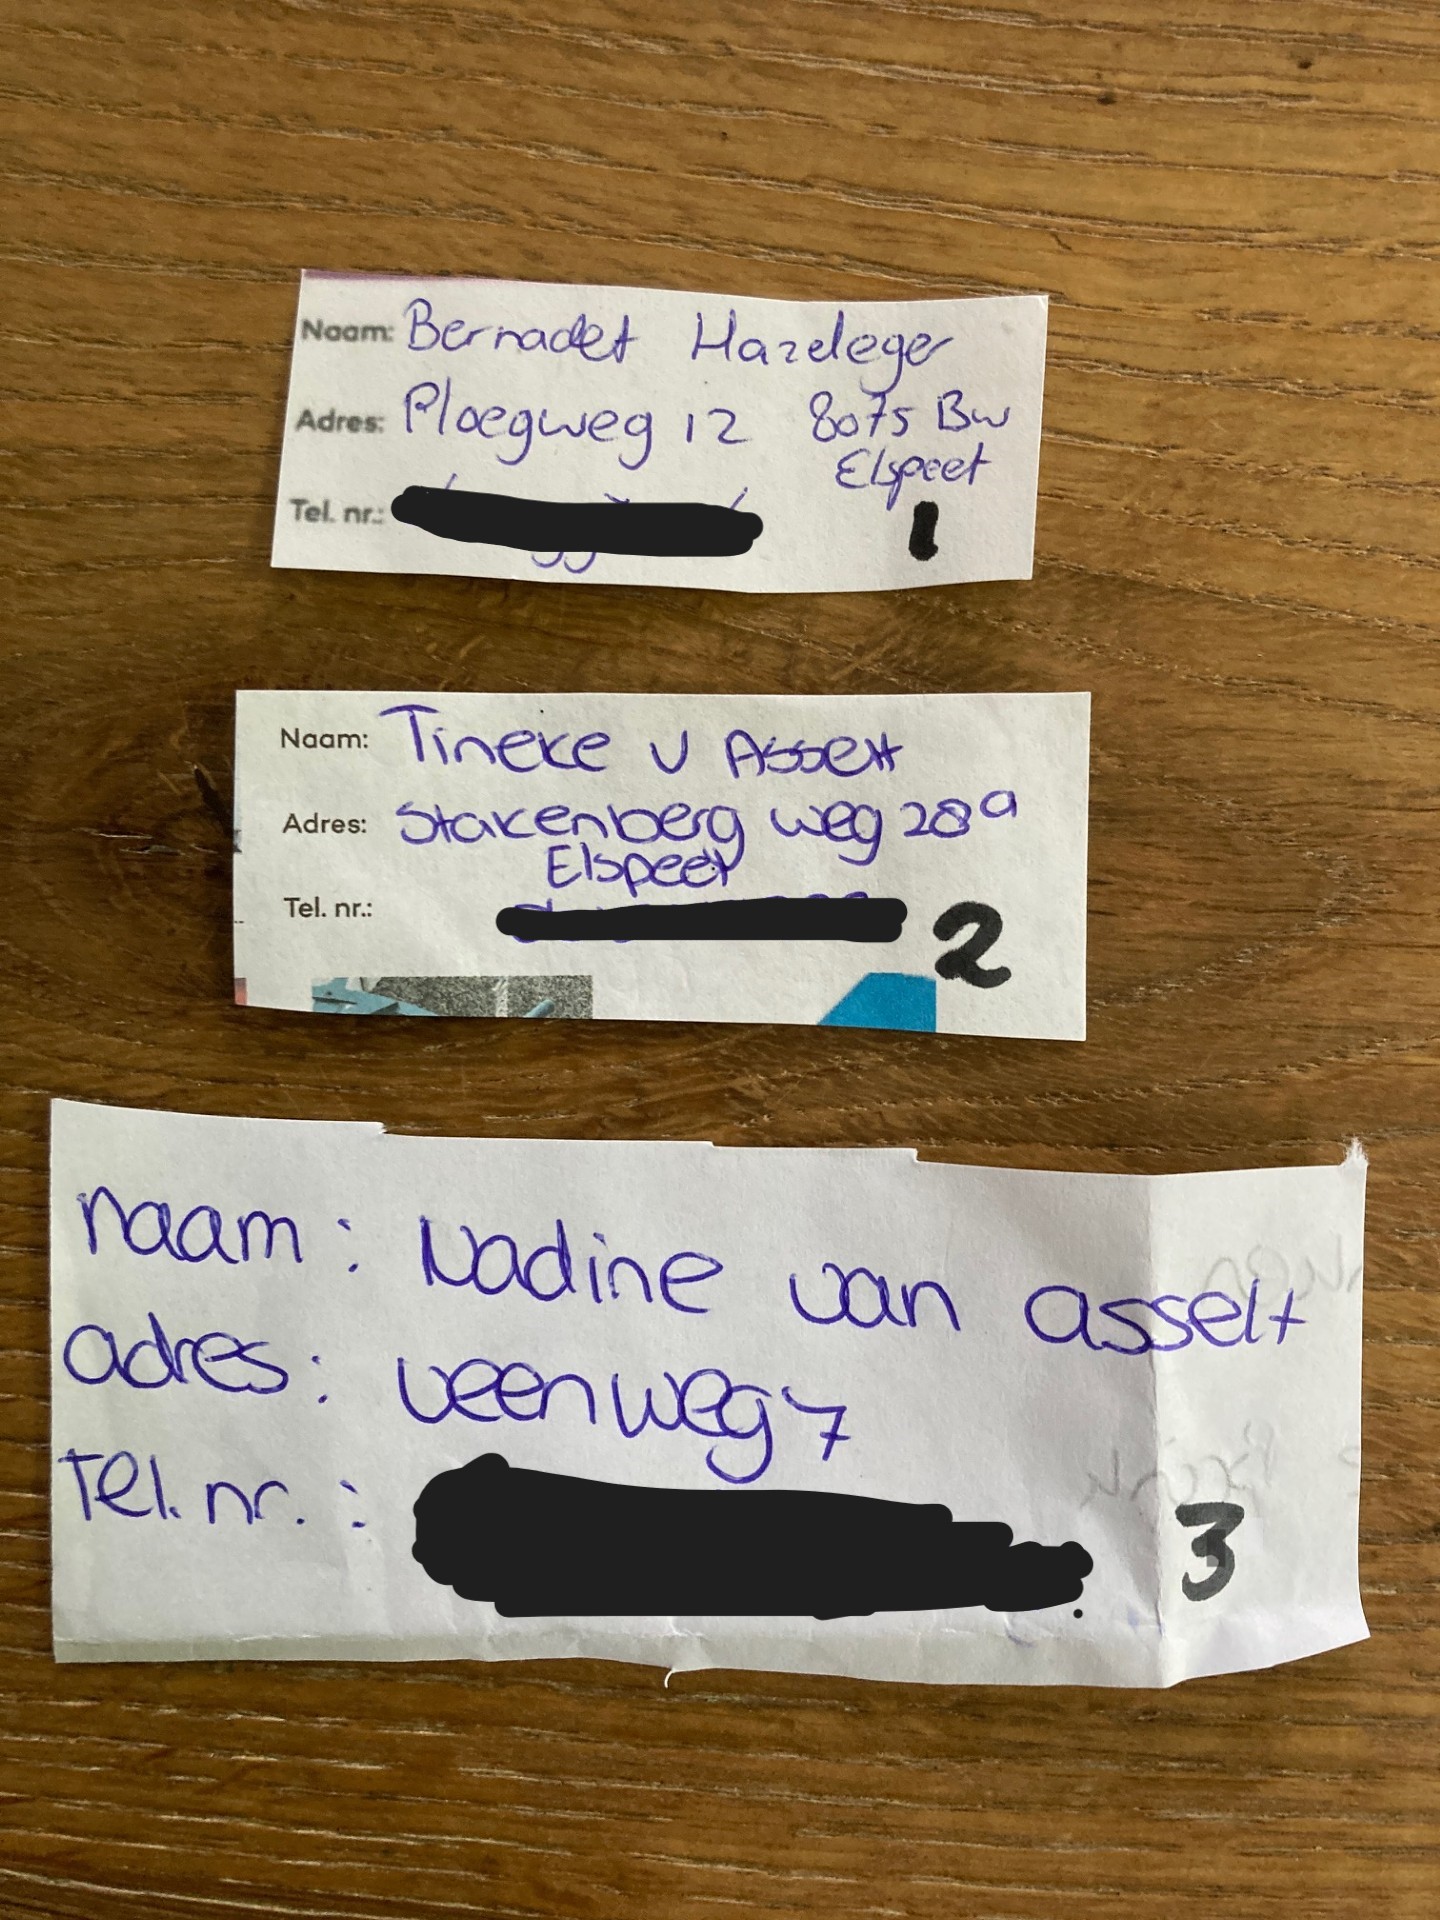 Naam: Bernadet Hazeleger
Adres: Ploegweg 12 8075 BW
Elspeet
Tel. nr.:
1
Naam: Tineke v Asselt
Adres: Stakenberg weg 28a
Elspeet
Tel. nr.:
2
naam: Nadine van asselt
adres: veenweg 7
Tel. nr.:
3